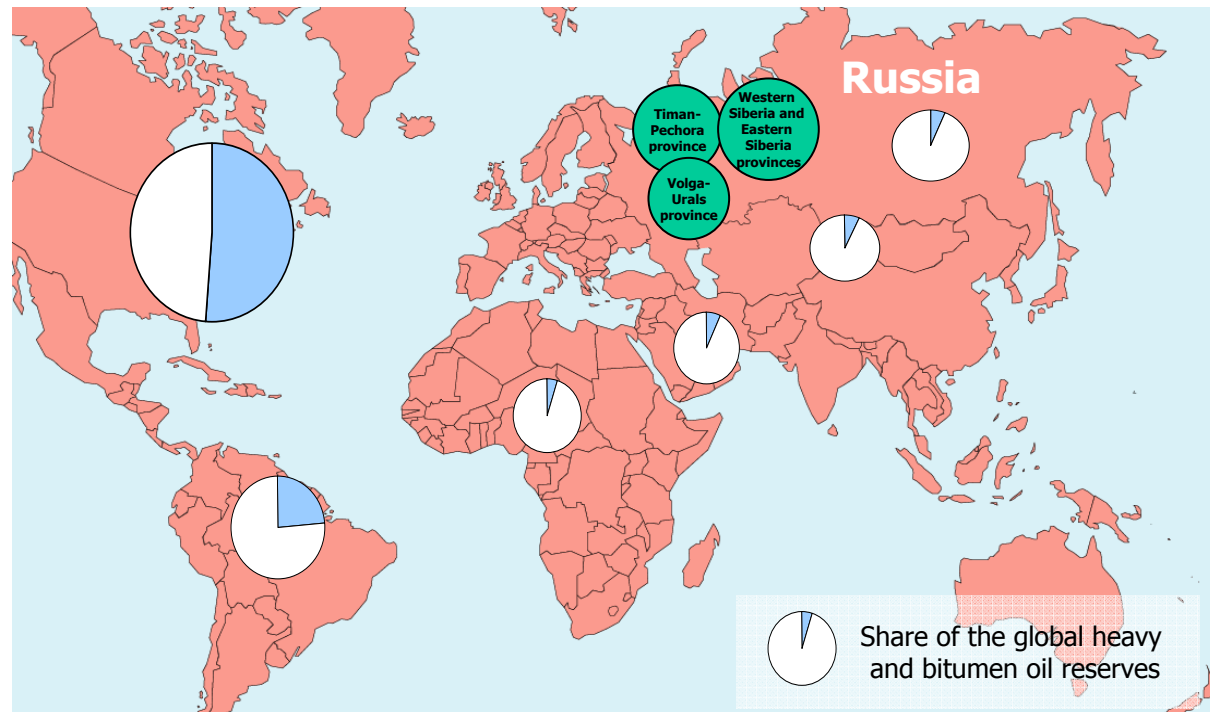 Russia
Timan-
Pechora
province
Western
Siberia and
Eastern
Siberia
provinces
Volga-
Urals
province
Share of the global heavy
and bitumen oil reserves